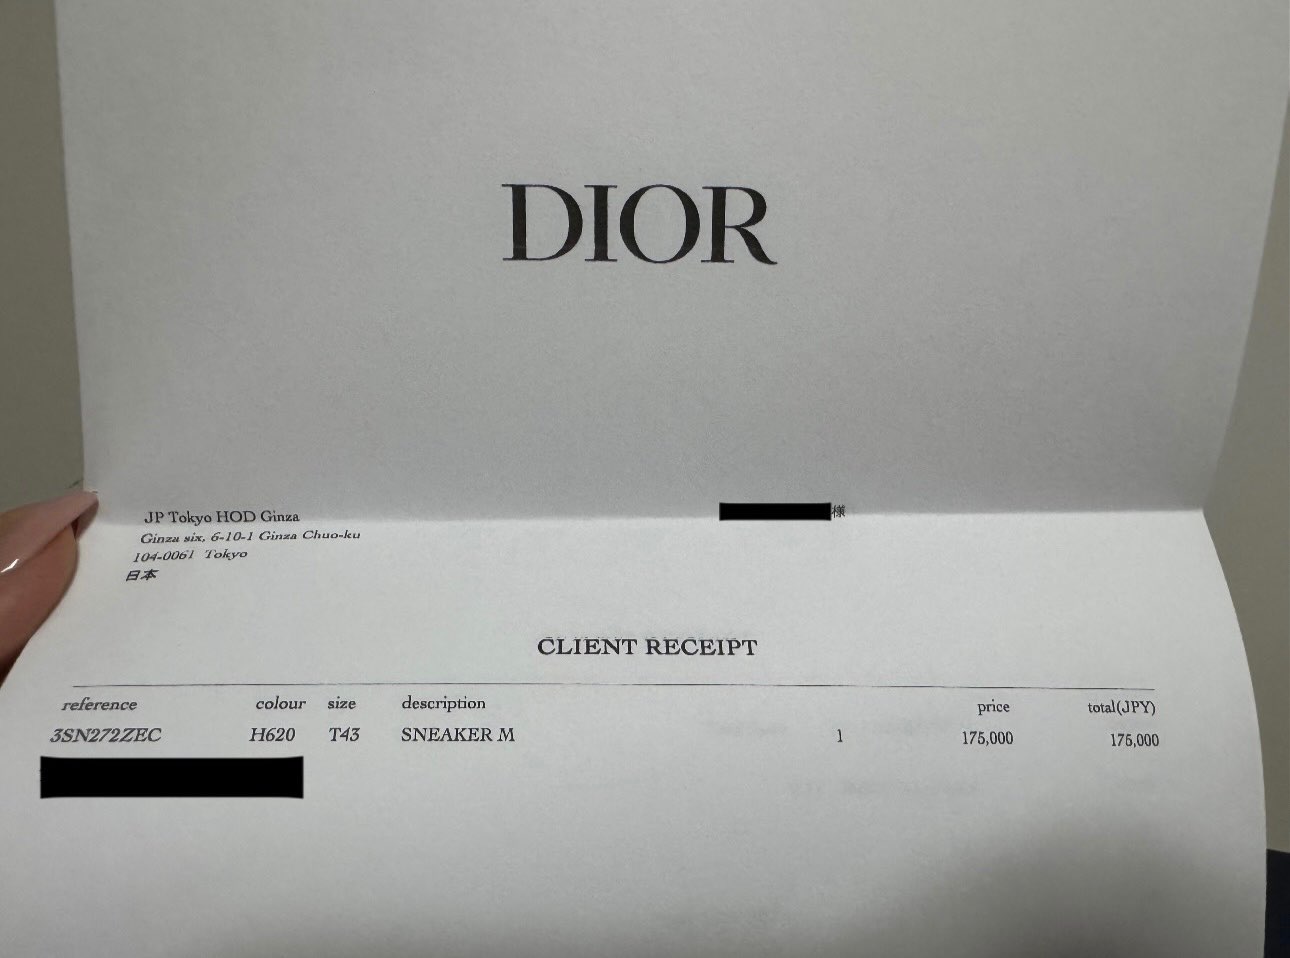 DIOR
JP Tokyo HOD Ginza
Ginza six, 6-10-1 Ginza Chuo-ku
104-0061 Tokyo
日本
様
CLIENT RECEIPT
reference colour size description price total(JPY)
3SN272ZEC H620 T43 SNEAKER M 1 175,000 175,000